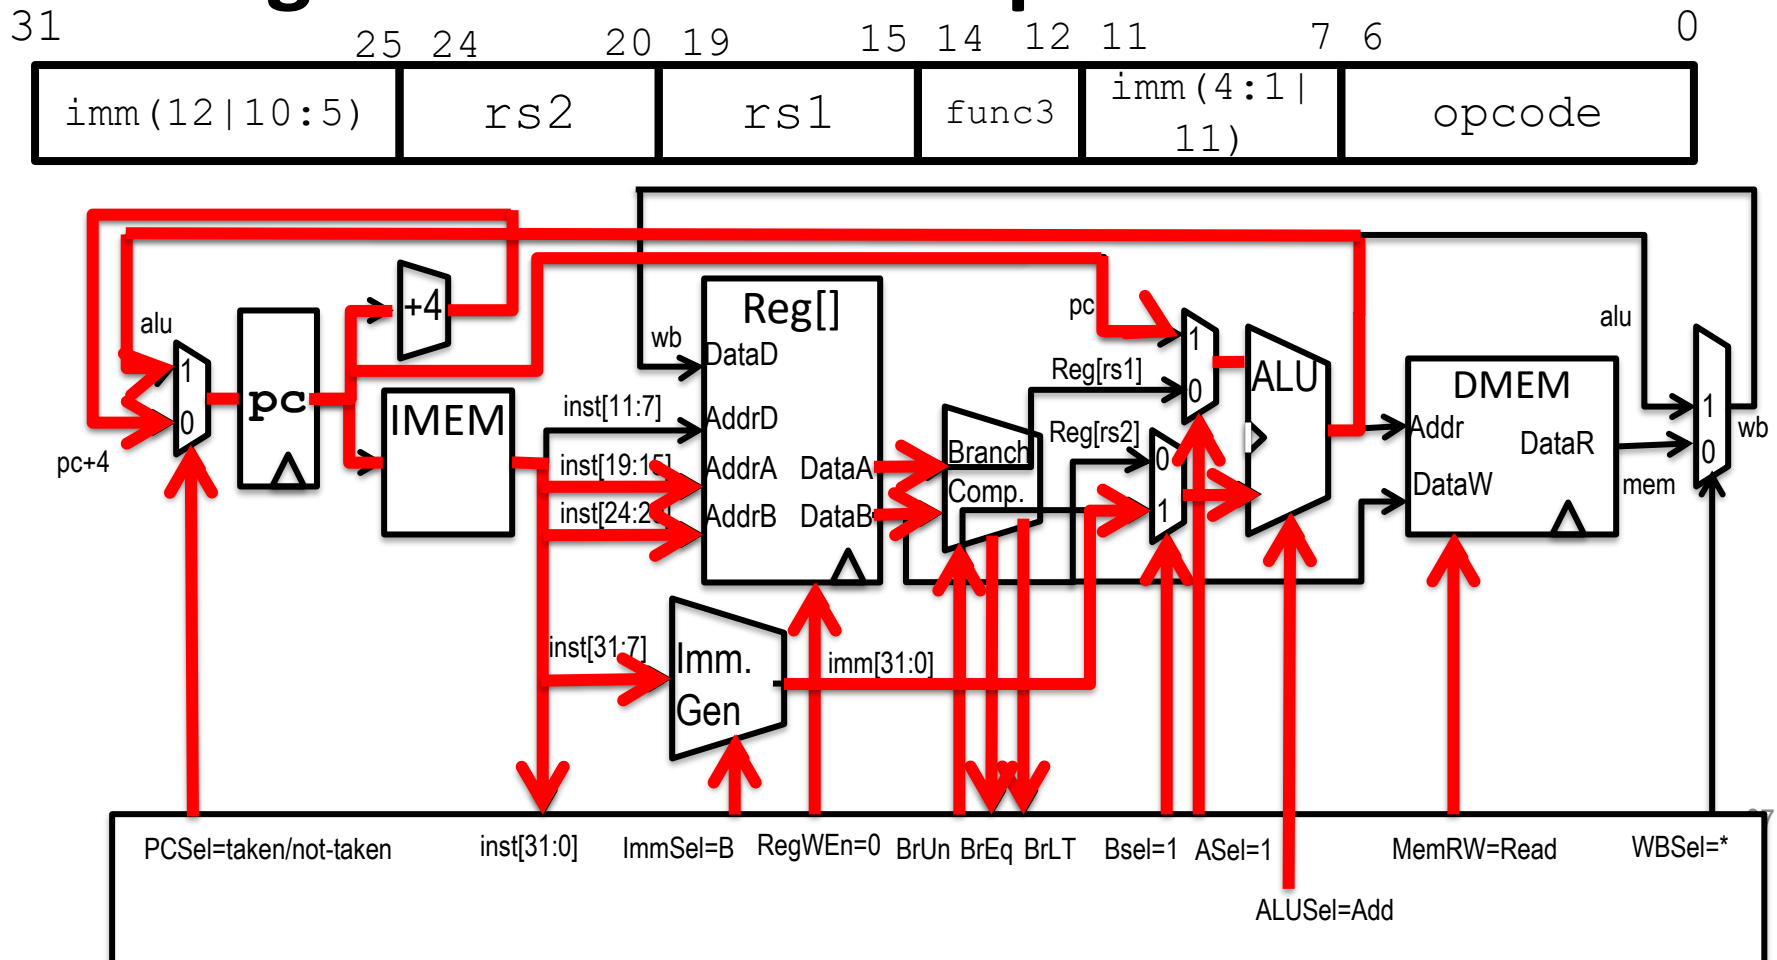 31
25 24 20 19 15 14 12 11 7 6 0
imm(12|10:5) rs2 rs1 func3 imm(4:1|11) opcode
alu
+4
Reg[]
wb
DataD
pc
1
0
ALU
alu
1
0
pc
pc+4
IMEM
inst[11:7]
AddrD
inst[19:15]
AddrA
DataA
AddrB
DataB
Branch
Comp.
Reg[rs1]
Reg[rs2]
1
0
0
1
DMEM
Addr
DataR
DataW
mem
1
0
wb
inst[31:7]
Imm.
Gen
imm[31:0]
PCSel=taken/not-taken
inst[31:0]
ImmSel=B
RegWEn=0
BrUn
BrEq
BrLT
Bsel=1
ASel=1
MemRW=Read
WBSel=*
ALUSel=Add